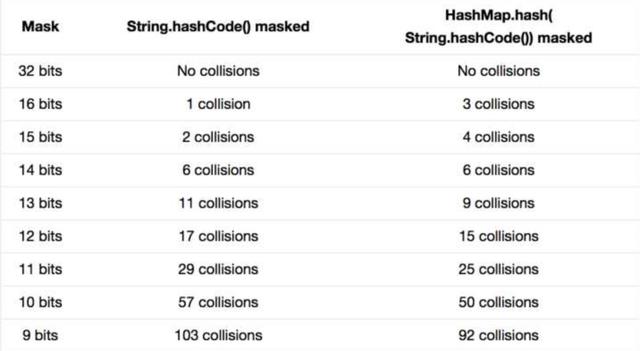 Mask String.hashCode() masked HashMap.hash(
String.hashCode()) masked
32 bits No collisions No collisions
16 bits 1 collision 3 collisions
15 bits 2 collisions 4 collisions
14 bits 6 collisions 6 collisions
13 bits 11 collisions 9 collisions
12 bits 17 collisions 15 collisions
11 bits 29 collisions 25 collisions
10 bits 57 collisions 50 collisions
9 bits 103 collisions 92 collisions